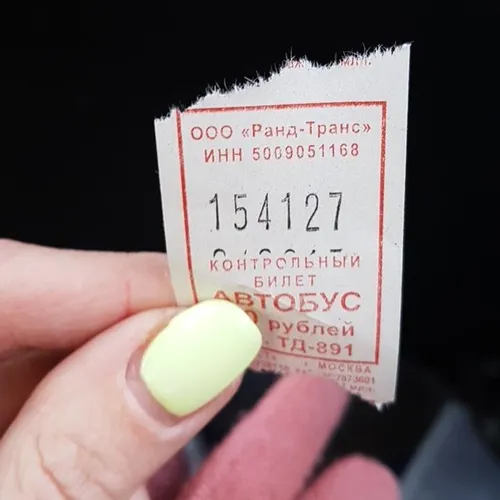 ООО «Ранд-Транс»
ИНН 5009051168
154127
КОНТРОЛЬНЫЙ
БИЛЕТ
АВТОБУС
рублей
ТД-891
г. МОСКВА